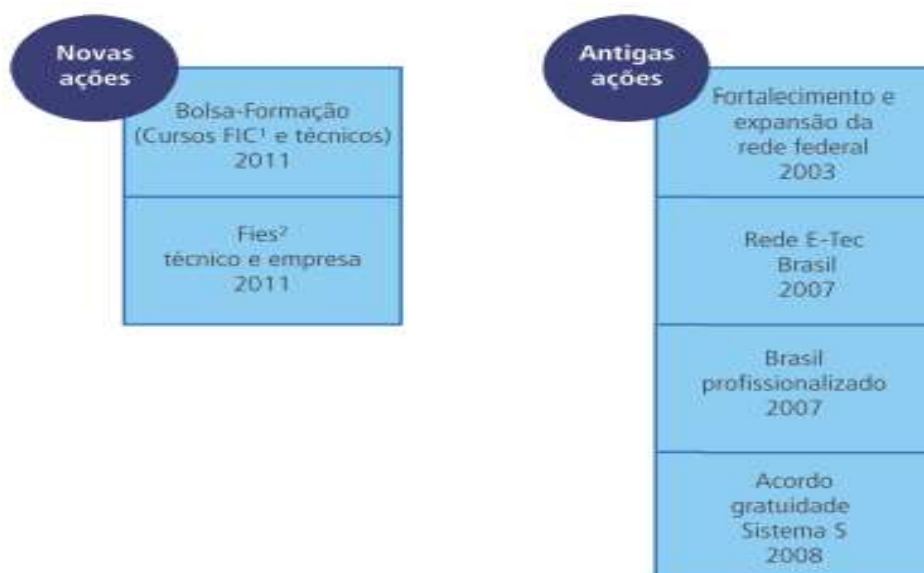 Novas
ações
Bolsa-Formação
(Cursos FIC¹ e técnicos)
2011
Fies²
técnico e empresa
2011
Antigas
ações
Fortalecimento e
expansão da
rede federal
2003
Rede E-Tec
Brasil
2007
Brasil
profissionalizado
2007
Acordo
gratuidade
Sistema S
2008